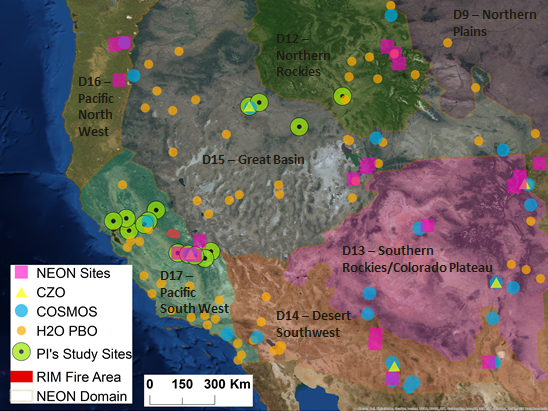 D9 – Northern
Plains
D12 –
Northern
Rockies
D16 –
Pacific
North
West
D15 – Great Basin
D13 – Southern
Rockies/Colorado Plateau
D17 –
Pacific
South West
D14 – Desert
Southwest
NEON Sites
CZO
COSMOS
H2O PBO
PI's Study Sites
RIM Fire Area
NEON Domain
0 150 300 Km